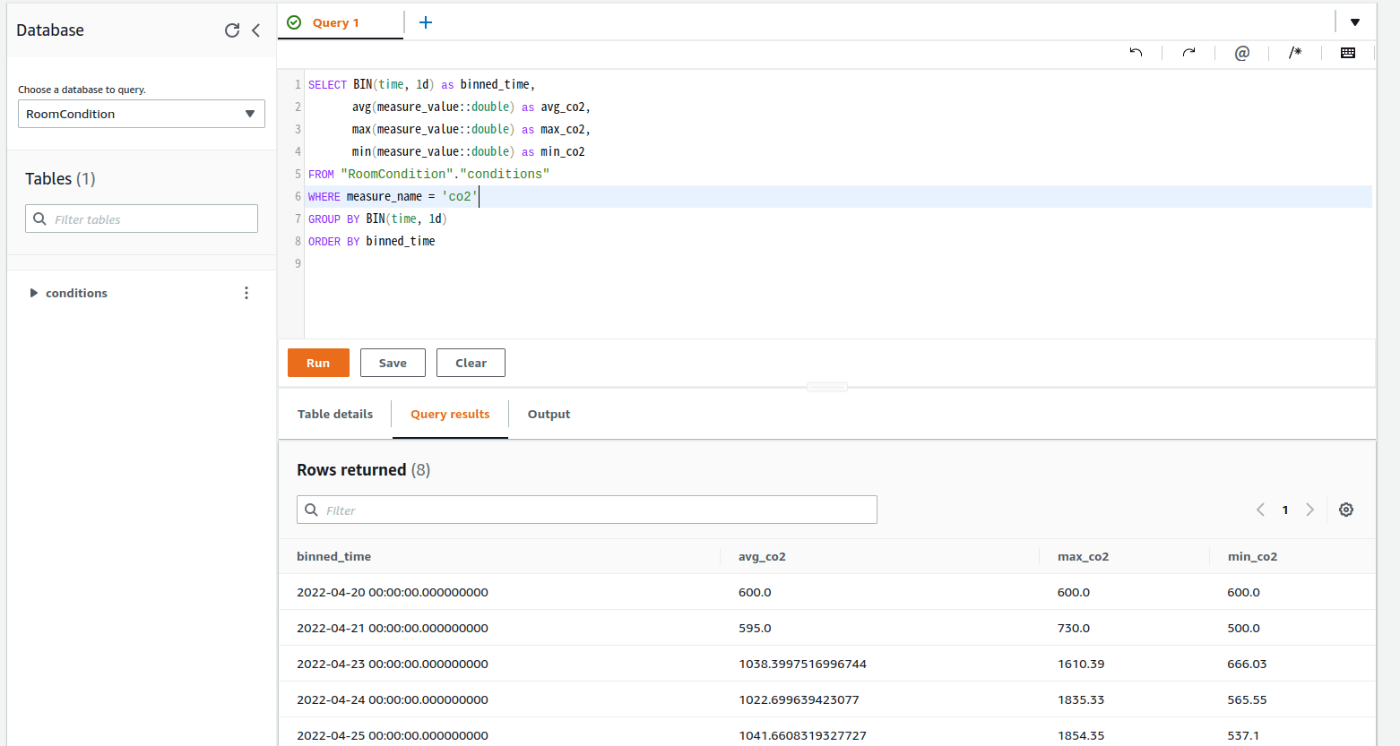 Database
Query 1
Choose a database to query.
RoomCondition
Tables (1)
Filter tables
conditions
@
/*
1 SELECT BIN(time, 1d) as binned_time,
2 avg(measure_value::double) as avg_co2,
3 max(measure_value::double) as max_co2,
4 min(measure_value::double) as min_co2
5 FROM "RoomCondition"."conditions"
6 WHERE measure_name = 'co2'
7 GROUP BY BIN(time, 1d)
8 ORDER BY binned_time
9
Run Save Clear
Table details Query results Output
Rows returned (8)
Filter
1
binned_time avg_co2 max_co2 min_co2
2022-04-20 00:00:00.000000000 600.0 600.0 600.0
2022-04-21 00:00:00.000000000 595.0 730.0 500.0
2022-04-23 00:00:00.000000000 1038.3997516996744 1610.39 666.03
2022-04-24 00:00:00.000000000 1022.699639423077 1835.33 565.55
2022-04-25 00:00:00.000000000 1041.6608319327727 1854.35 537.1